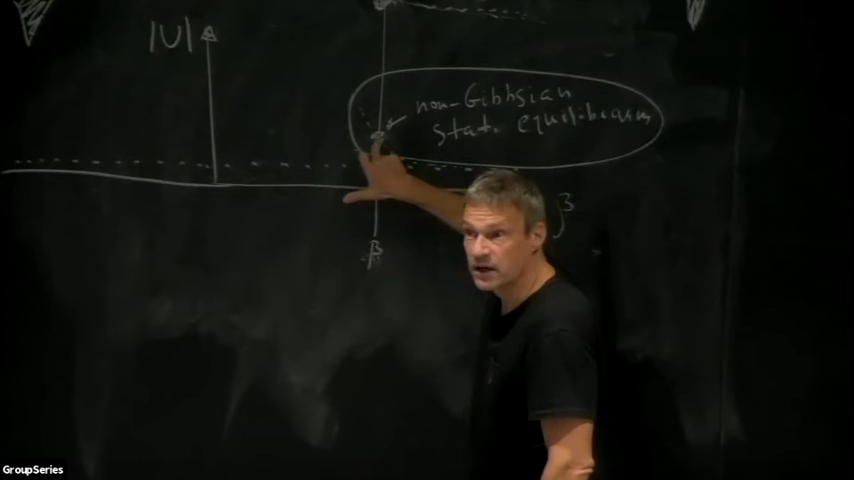 |U|
non-Gibbsian
stat. equilibrium
β
β
GroupSeries